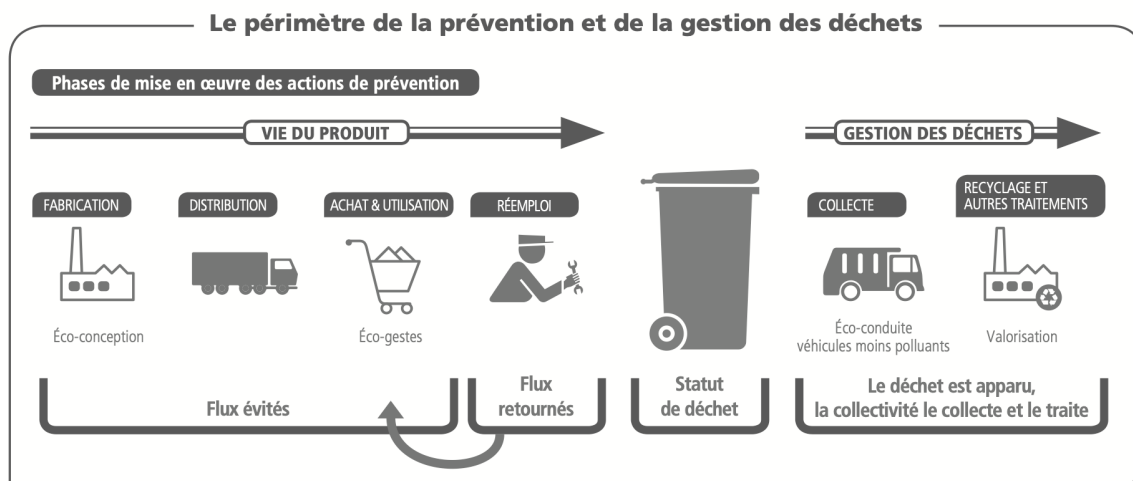 Le périmètre de la prévention et de la gestion des déchets
Phases de mise en œuvre des actions de prévention
VIE DU PRODUIT
GESTION DES DÉCHETS
FABRICATION
DISTRIBUTION
ACHAT & UTILISATION
RÉEMPLOI
COLLECTE
RECYCLAGE ET
AUTRES TRAITEMENTS
Éco-conception
Éco-gestes
Éco-conduite
véhicules moins polluants
Valorisation
Flux évités
Flux
retournés
Statut
de déchet
Le déchet est apparu,
la collectivité le collecte et le traite